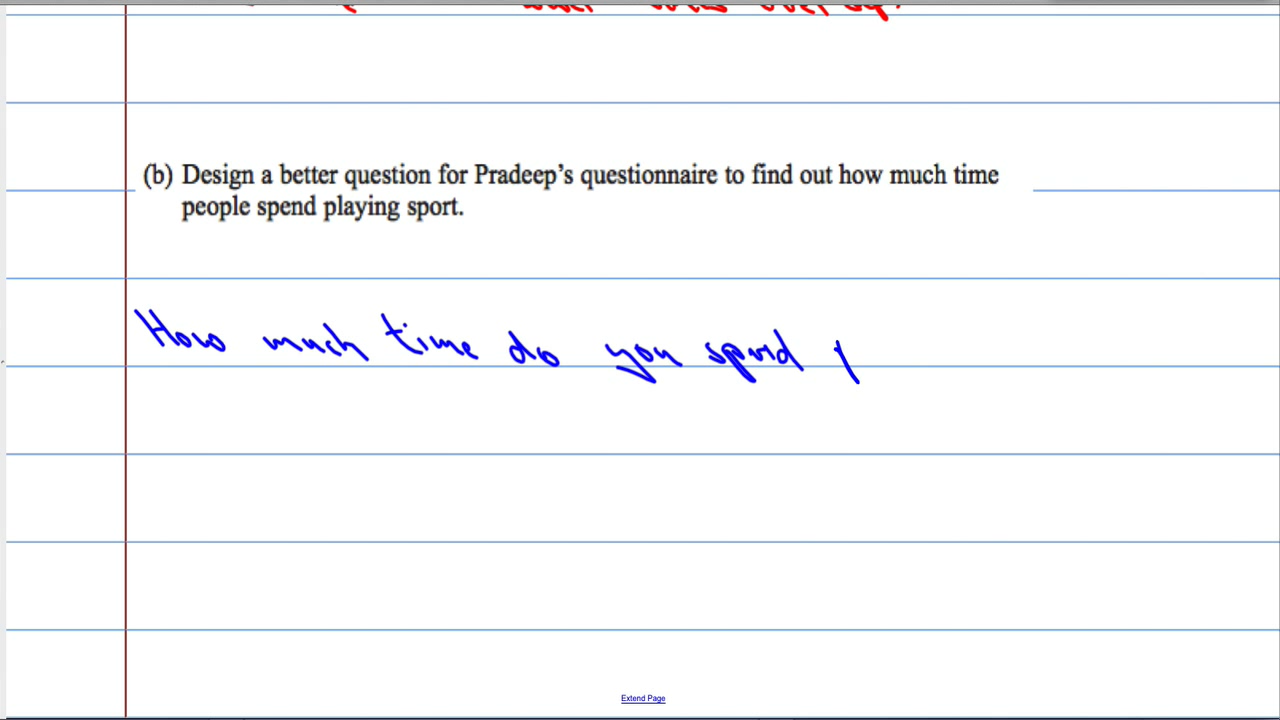 (b) Design a better question for Pradeep's questionnaire to find out how much time
people spend playing sport.
How much time do you spend
Extend Page